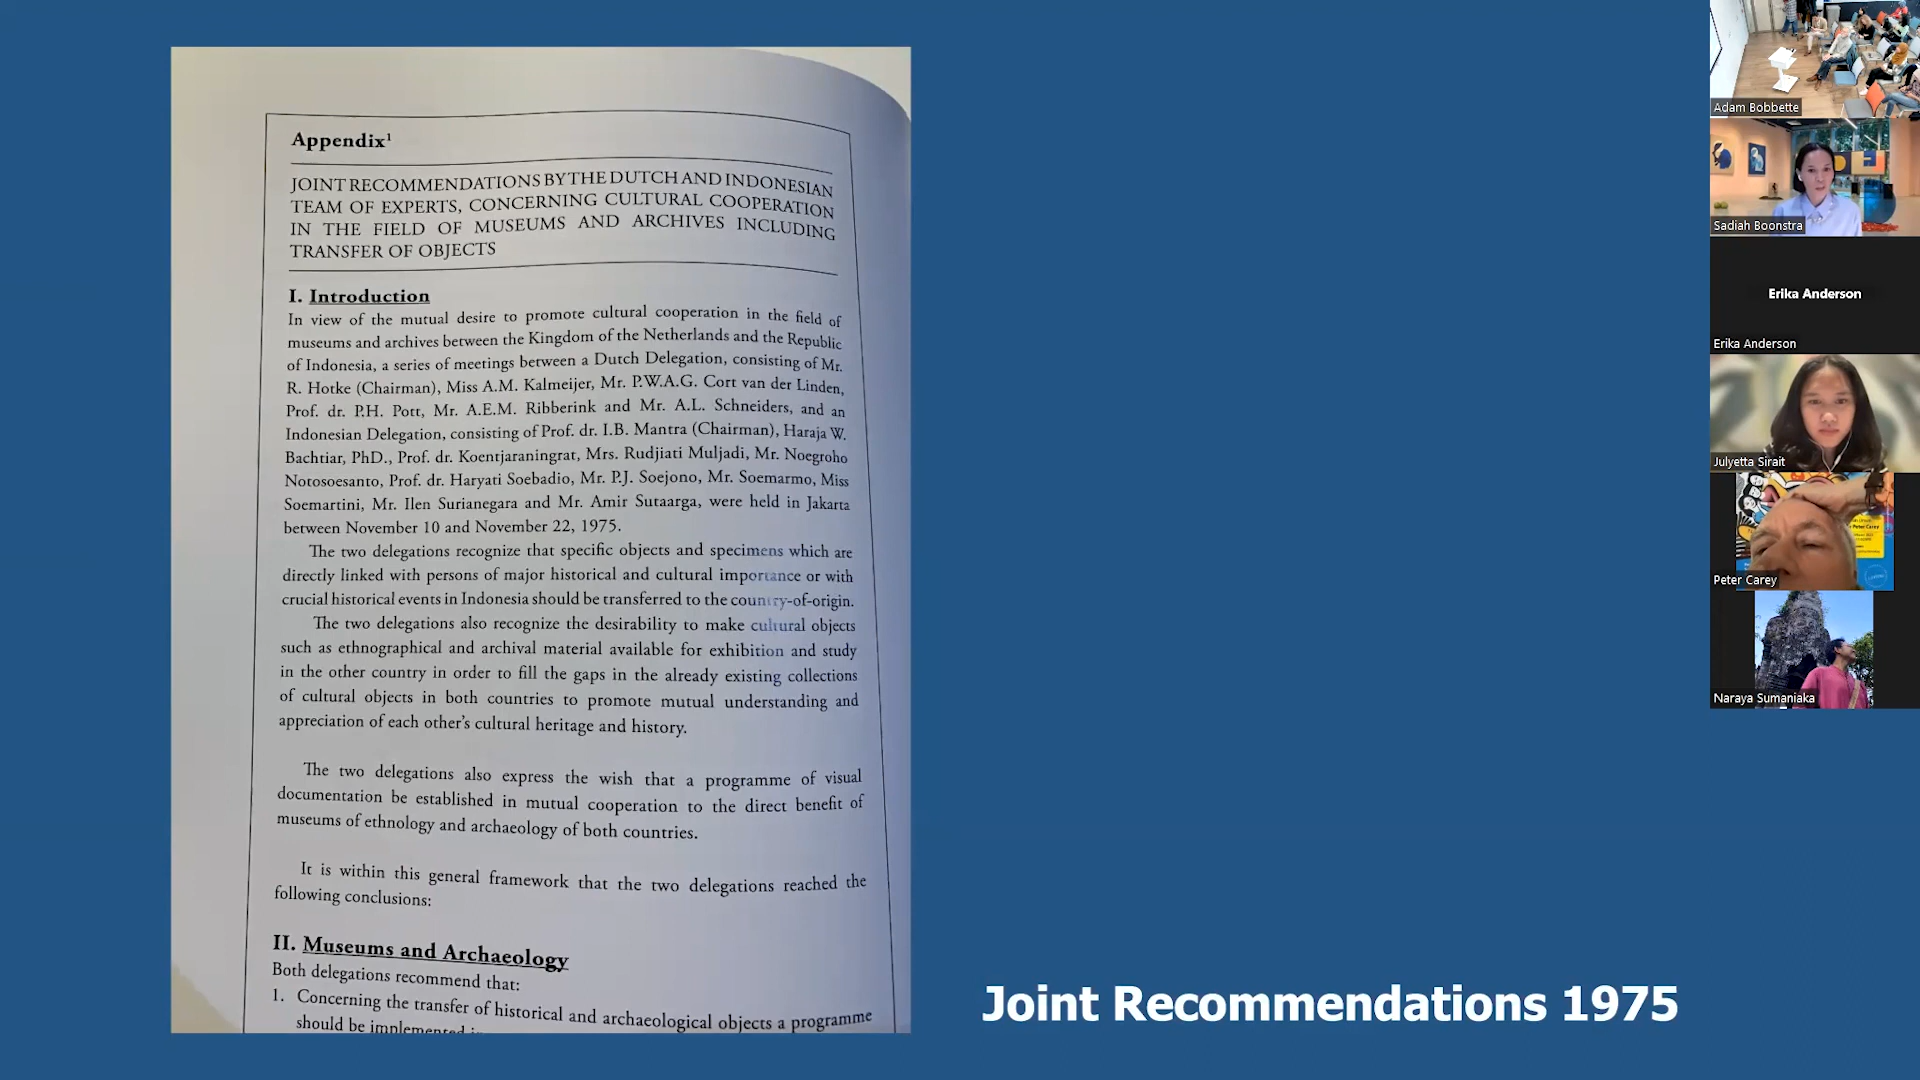 Appendix¹
JOINT RECOMMENDATIONS BY THE DUTCH AND INDONESIAN
TEAM OF EXPERTS, CONCERNING CULTURAL COOPERATION
IN THE FIELD OF MUSEUMS AND ARCHIVES INCLUDING
TRANSFER OF OBJECTS
I. Introduction
In view of the mutual desire to promote cultural cooperation in the field of
museums and archives between the Kingdom of the Netherlands and the Republic
of Indonesia, a series of meetings between a Dutch Delegation, consisting of Mr.
R. Hotke (Chairman), Miss A.M. Kalmeijer, Mr. P.W.A.G. Cort van der Linden,
Prof. dr. P.H. Pott, Mr. A.E.M. Ribberink and Mr. A.L. Schneiders, and an
Indonesian Delegation, consisting of Prof. dr. I.B. Mantra (Chairman), Haraja W.
Bachtiar, PhD., Prof. dr. Koentjaraningrat, Mrs. Rudjiati Muljadi, Mr. Noegroho
Notosoesanto, Prof. dr. Haryati Soebadio, Mr. P.J. Soejono, Mr. Soemarmo, Miss
Soemartini, Mr. Ilen Surianegara and Mr. Amir Sutaarga, were held in Jakarta
between November 10 and November 22, 1975.
The two delegations recognize that specific objects and specimens which are
directly linked with persons of major historical and cultural importance or with
crucial historical events in Indonesia should be transferred to the country-of-origin.
The two delegations also recognize the desirability to make cultural objects
such as ethnographical and archival material available for exhibition and study
in the other country in order to fill the gaps in the already existing collections
of cultural objects in both countries to promote mutual understanding and
appreciation of each other's cultural heritage and history.
The two delegations also express the wish that a programme of visual
documentation be established in mutual cooperation to the direct benefit of
museums of ethnology and archaeology of both countries.
It is within this general framework that the two delegations reached the
following conclusions:
II. Museums and Archaeology
Both delegations recommend that:
1. Concerning the transfer of historical and archaeological objects a programme
should be implemented
Joint Recommendations 1975
Adam Bobbette
Sadiah Boonstra
Erika Anderson
Erika Anderson
Julyetta Sirait
Peter Carey
Peter Carey
Naraya Sumaniaka